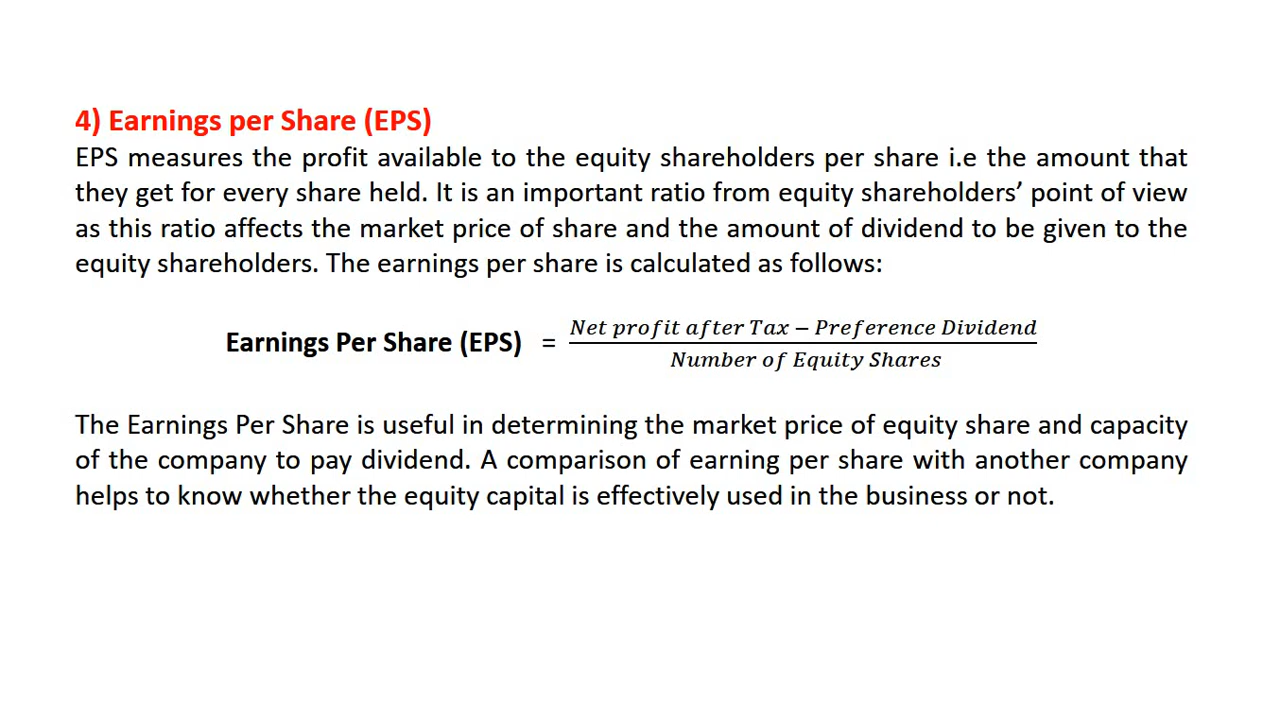 4) Earnings per Share (EPS)
EPS measures the profit available to the equity shareholders per share i.e the amount that
they get for every share held. It is an important ratio from equity shareholders’ point of view
as this ratio affects the market price of share and the amount of dividend to be given to the
equity shareholders. The earnings per share is calculated as follows:
Earnings Per Share (EPS) = Net profit after Tax – Preference Dividend
Number of Equity Shares
The Earnings Per Share is useful in determining the market price of equity share and capacity
of the company to pay dividend. A comparison of earning per share with another company
helps to know whether the equity capital is effectively used in the business or not.